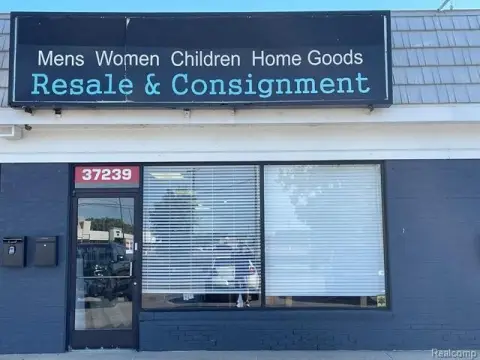 Mens Women Children Home Goods
Resale & Consignment
37239
Realcomp